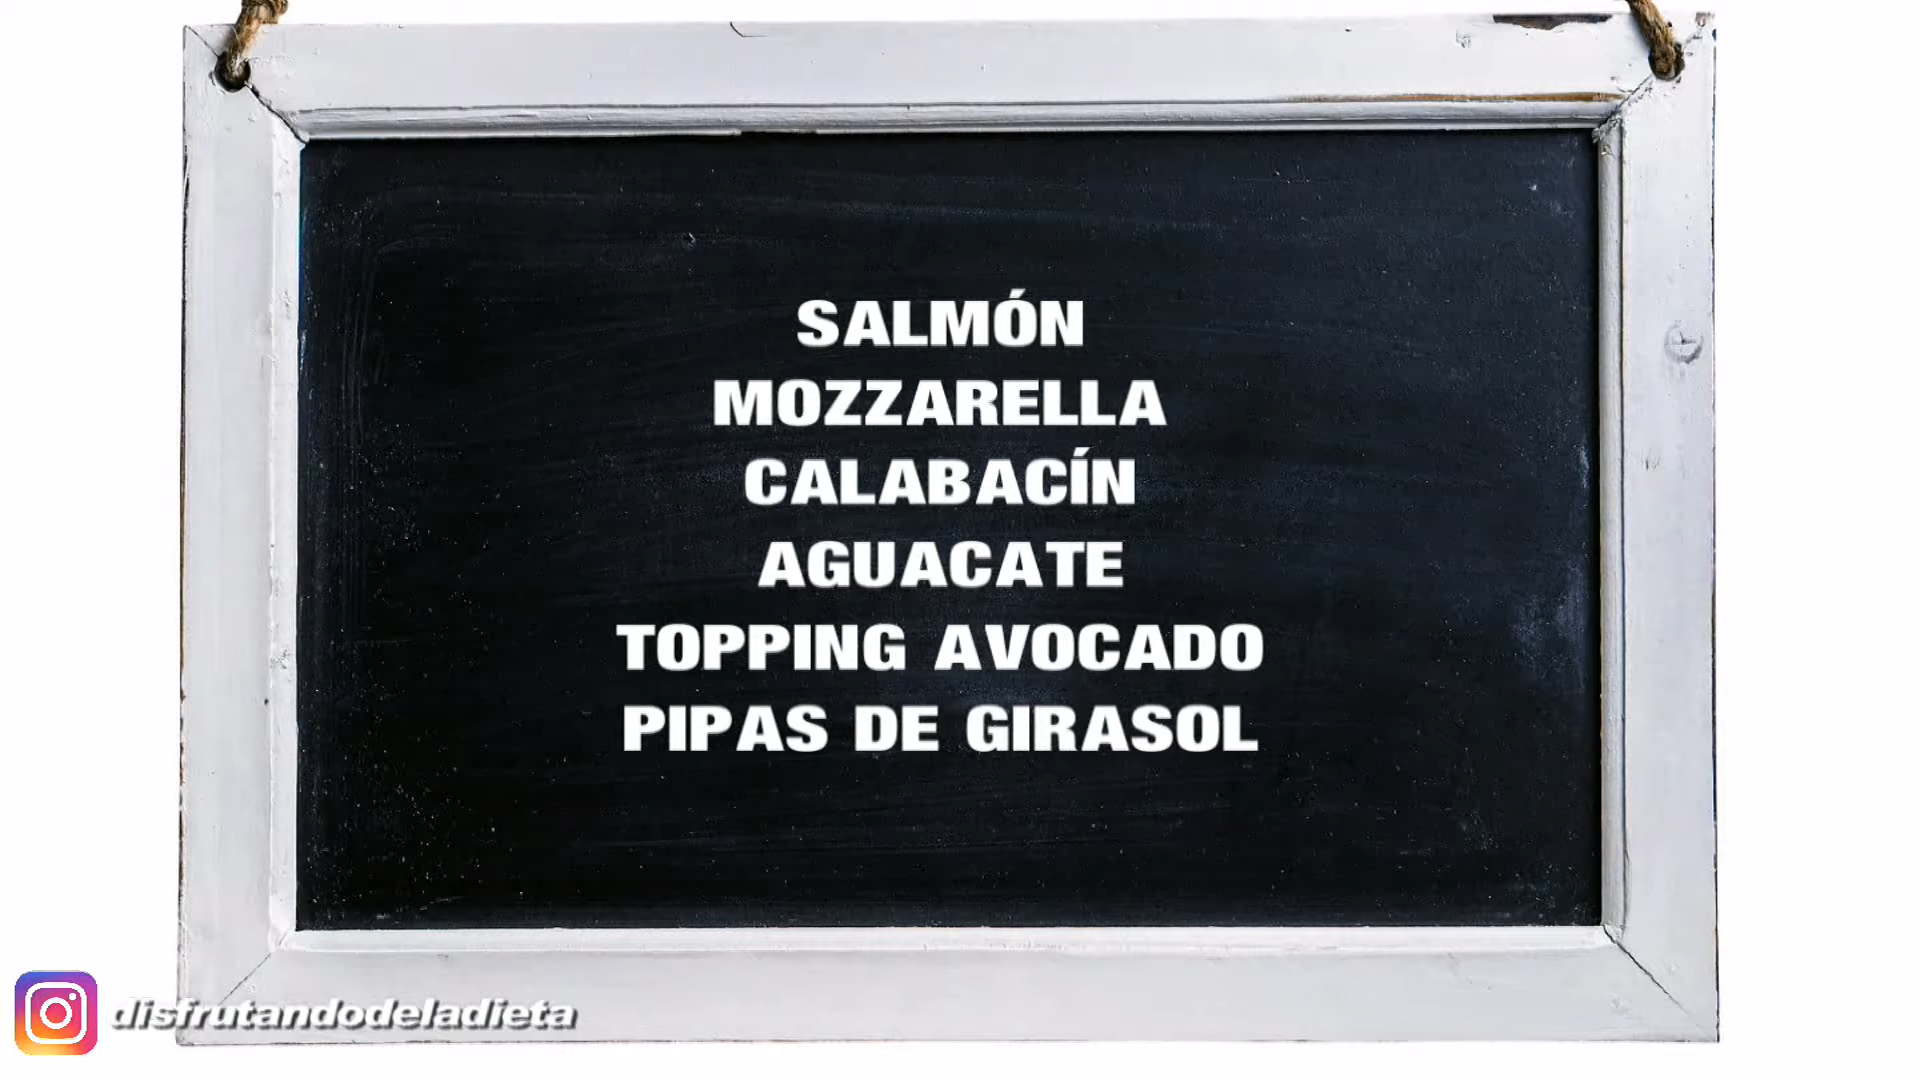 SALMÓN
MOZZARELLA
CALABACÍN
AGUACATE
TOPPING AVOCADO
PIPAS DE GIRASOL
disfrutandodeladieta